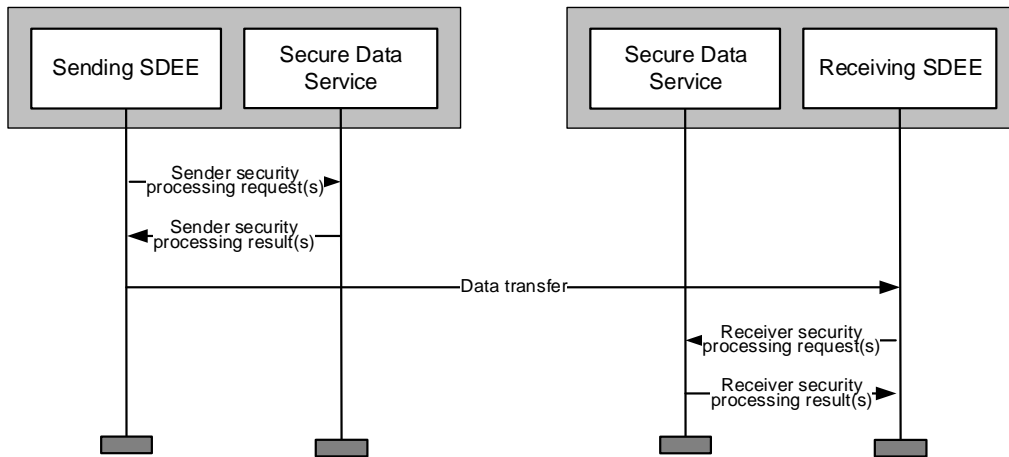 Sending SDEE
Secure Data
Service
Secure Data
Service
Receiving SDEE
Sender security
processing request(s)
Sender security
processing result(s)
Data transfer
Receiver security
processing request(s)
Receiver security
processing result(s)